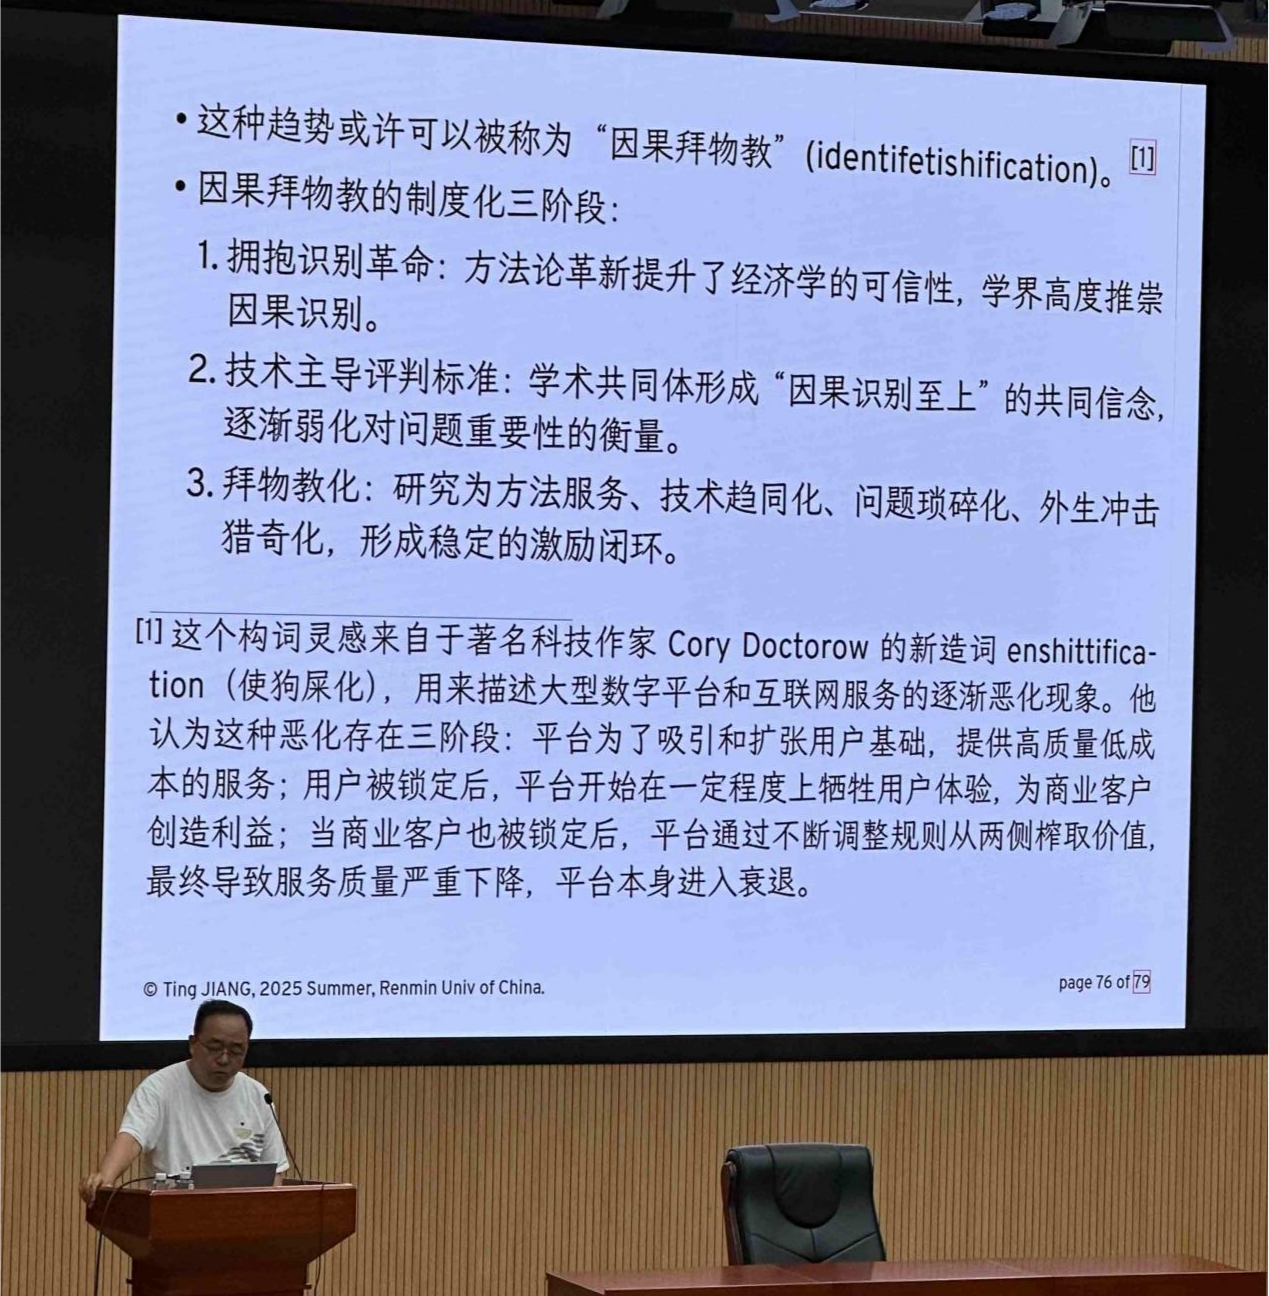 • 这种趋势或许可以被称为 “因果拜物教” (identifetishification)。[1]
• 因果拜物教的制度化三阶段：
1. 拥抱识别革命：方法论革新提升了经济学的可信性，学界高度推崇
因果识别。
2. 技术主导评判标准：学术共同体形成 “因果识别至上” 的共同信念，
逐渐弱化对问题重要性的衡量。
3. 拜物教化：研究为方法服务、技术趋同化、问题琐碎化、外生冲击
猎奇化，形成稳定的激励闭环。
[1] 这个构词灵感来自于著名科技作家 Cory Doctorow 的新造词 enshittifica-
tion（使狗屎化），用来描述大型数字平台和互联网服务的逐渐恶化现象。他
认为这种恶化存在三阶段：平台为了吸引和扩张用户基础，提供高质量低成
本的服务；用户被锁定后，平台开始在一定程度上牺牲用户体验，为商业客户
创造利益；当商业客户也被锁定后，平台通过不断调整规则从两侧榨取价值，
最终导致服务质量严重下降，平台本身进入衰退。
© Ting JIANG, 2025 Summer, Renmin Univ of China.
page 76 of 79